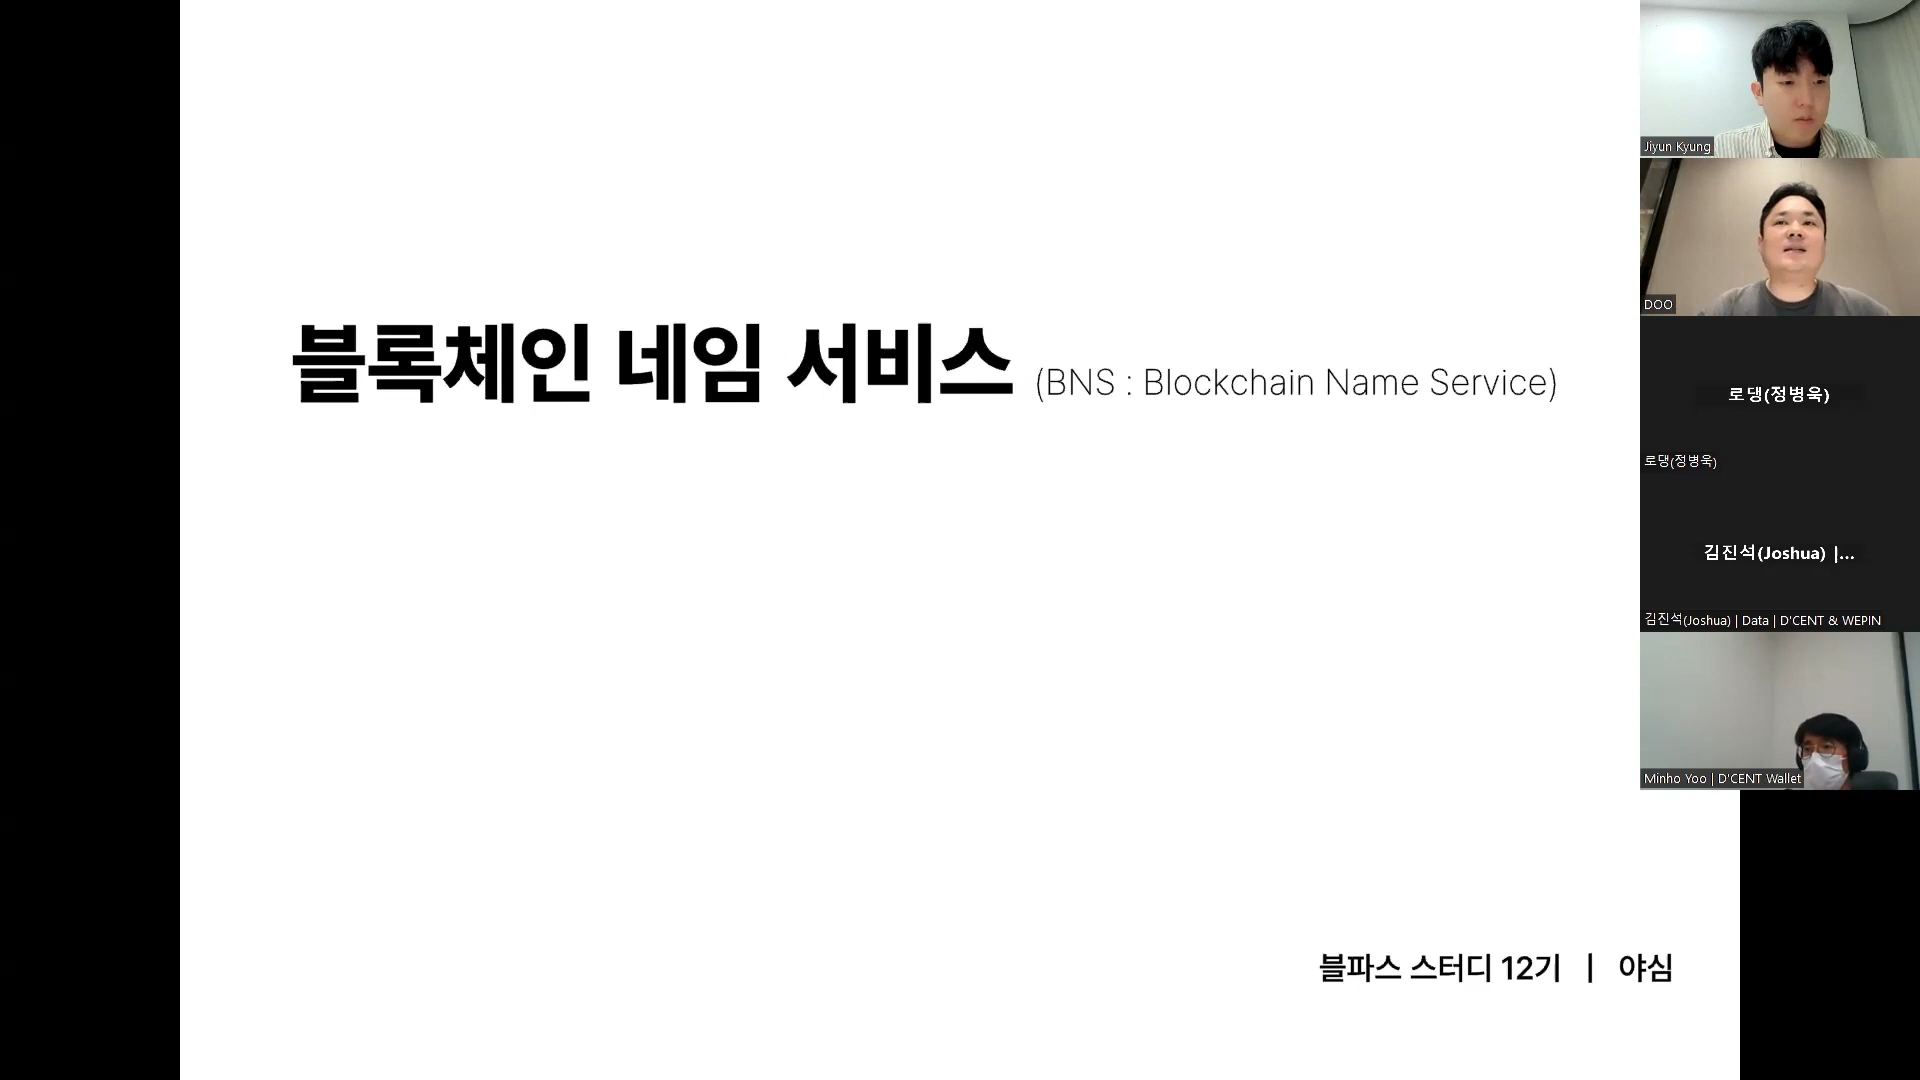 블록체인 네임 서비스 (BNS : Blockchain Name Service)
블파스 스터디 12기 | 야심
Jiyun Kyung
DOO
로댕(정병욱)
로댕(정병욱)
김진석(Joshua) |...
김진석(Joshua) | Data | D'CENT & WEPIN
Minho Yoo | D'CENT Wallet